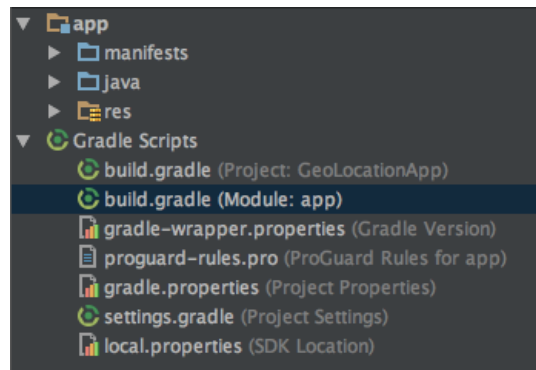 app
manifests
java
res
Gradle Scripts
build.gradle (Project: GeoLocationApp)
build.gradle (Module: app)
gradle-wrapper.properties (Gradle Version)
proguard-rules.pro (ProGuard Rules for app)
gradle.properties (Project Properties)
settings.gradle (Project Settings)
local.properties (SDK Location)